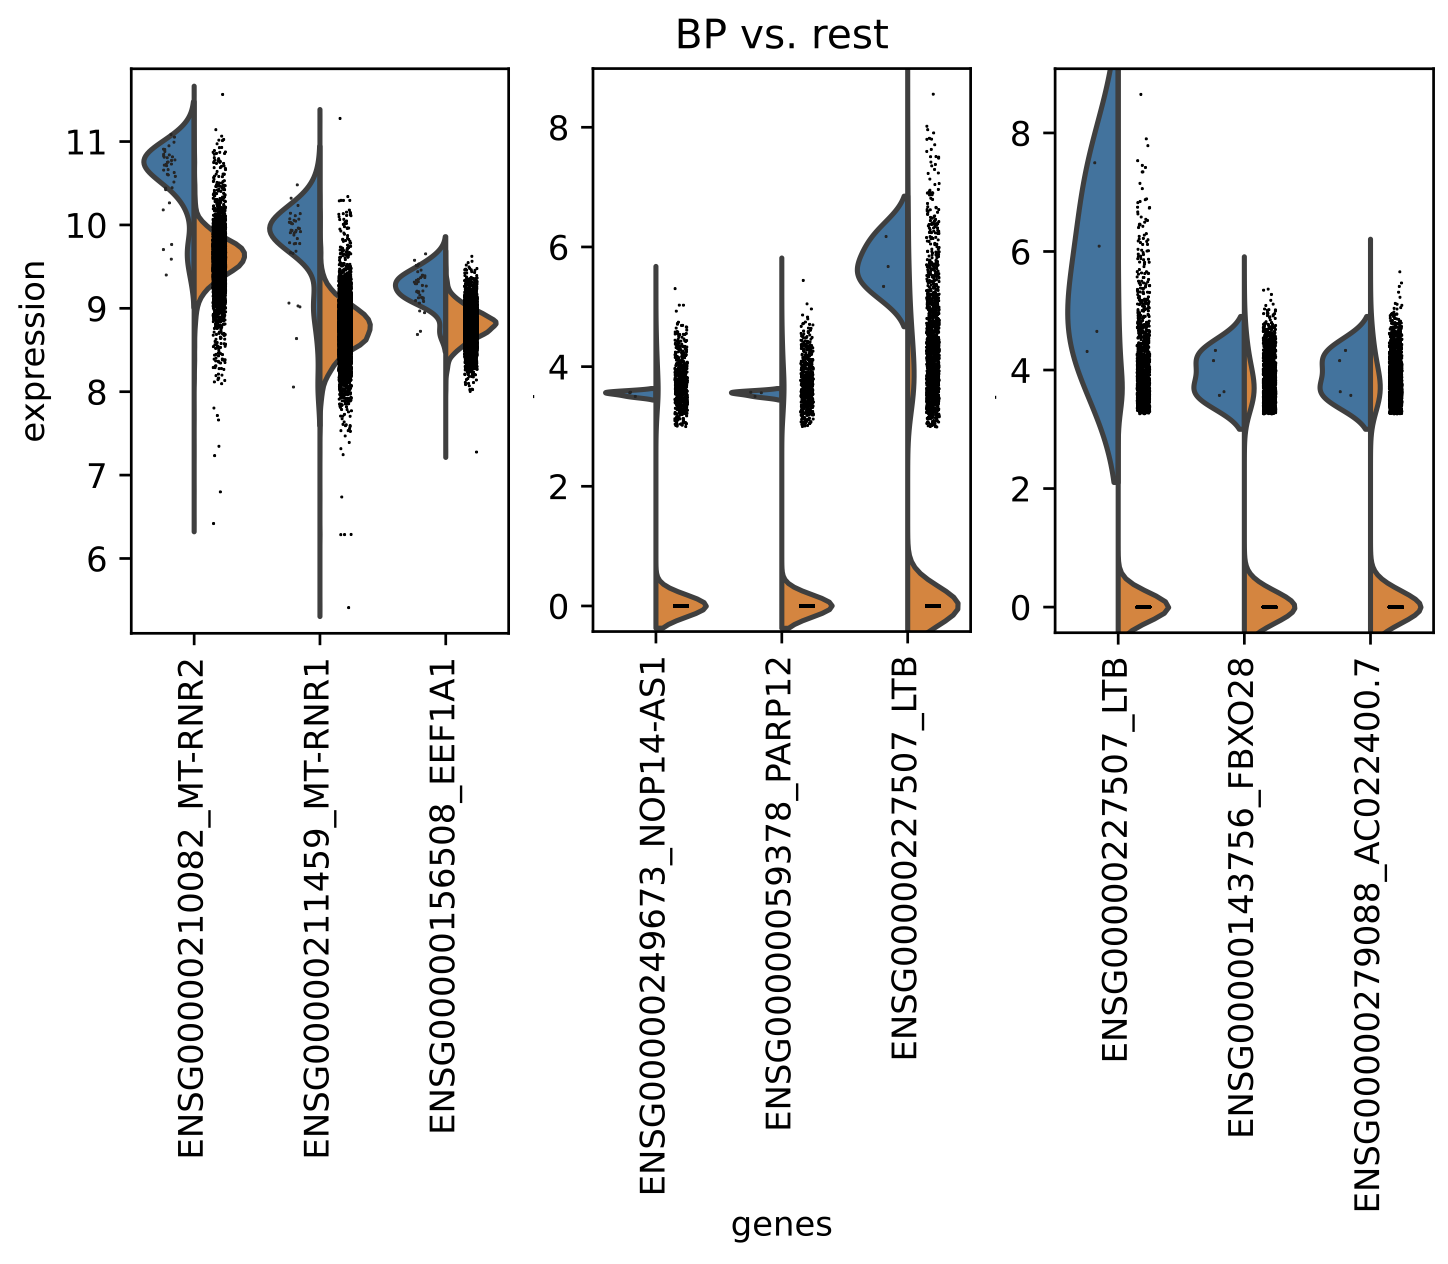 BP vs. rest
expression
11
10
9
8
7
6
8
6
4
2
0
8
6
4
2
0
ENSG00000210082_MT-RNR2
ENSG00000211459_MT-RNR1
ENSG00000156508_EEF1A1
ENSG00000249673_NOP14-AS1
ENSG00000059378_PARP12
ENSG00000227507_LTB
ENSG00000227507_LTB
ENSG00000143756_FBXO28
ENSG00000279088_AC022400.7
genes